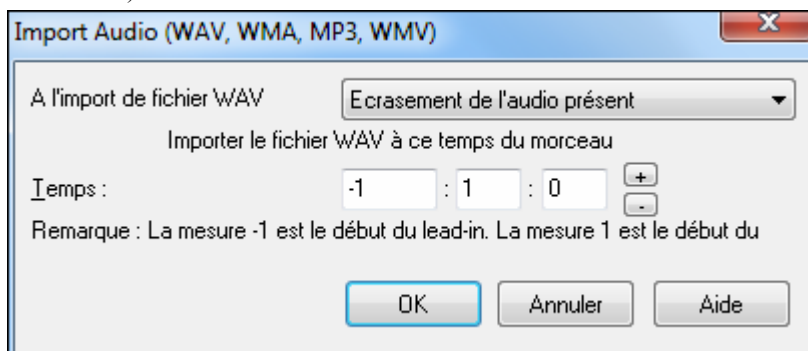 Import Audio (WAV, WMA, MP3, WMV)
A l'import de fichier WAV Ecrasement de l'audio présent
Importer le fichier WAV à ce temps du morceau
Temps : -1 : 1 : 0 + -
Remarque : La mesure -1 est le début du lead-in. La mesure 1 est le début du
OK Annuler Aide